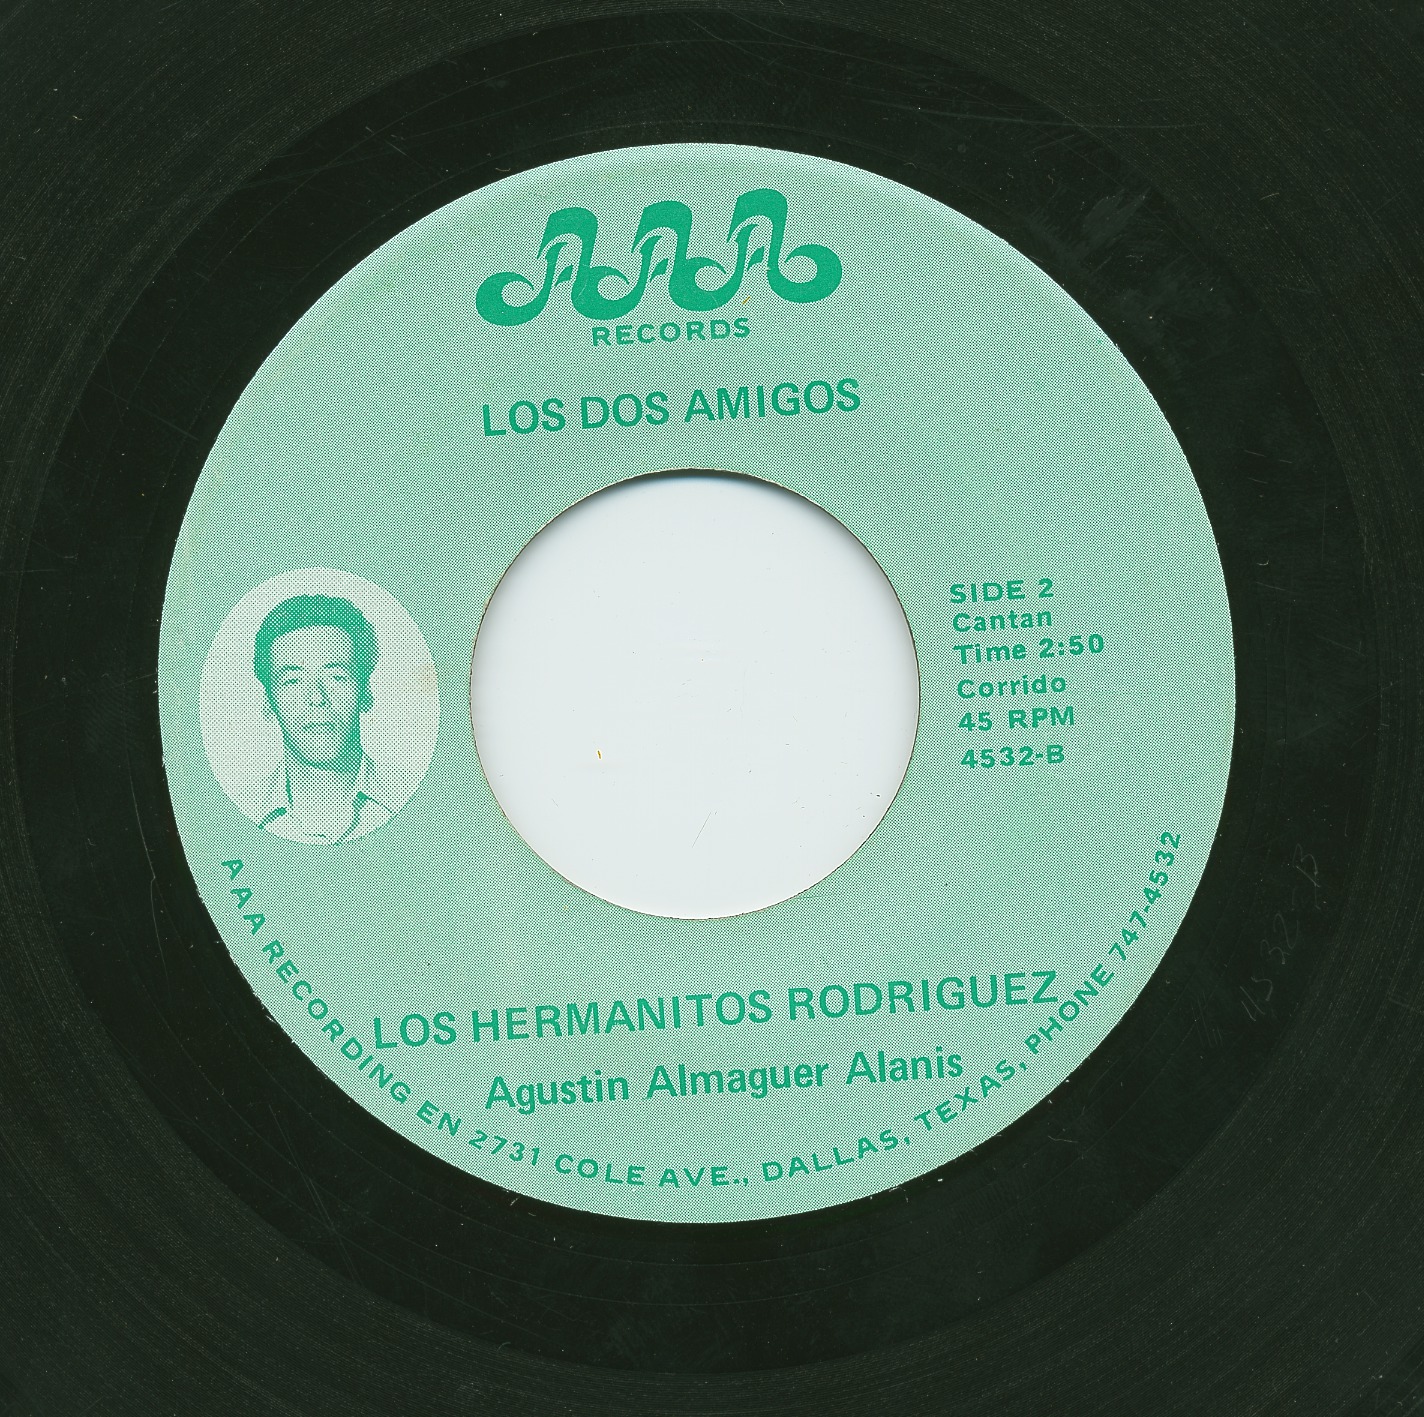 AAA
RECORDS
LOS DOS AMIGOS
SIDE 2
Cantan
Time 2:50
Corrido
45 RPM
4532-B
LOS HERMANITOS RODRIGUEZ
Agustin Almaguer Alanis
AAA RECORDING EN 2731 COLE AVE., DALLAS, TEXAS, PHONE 747-4532